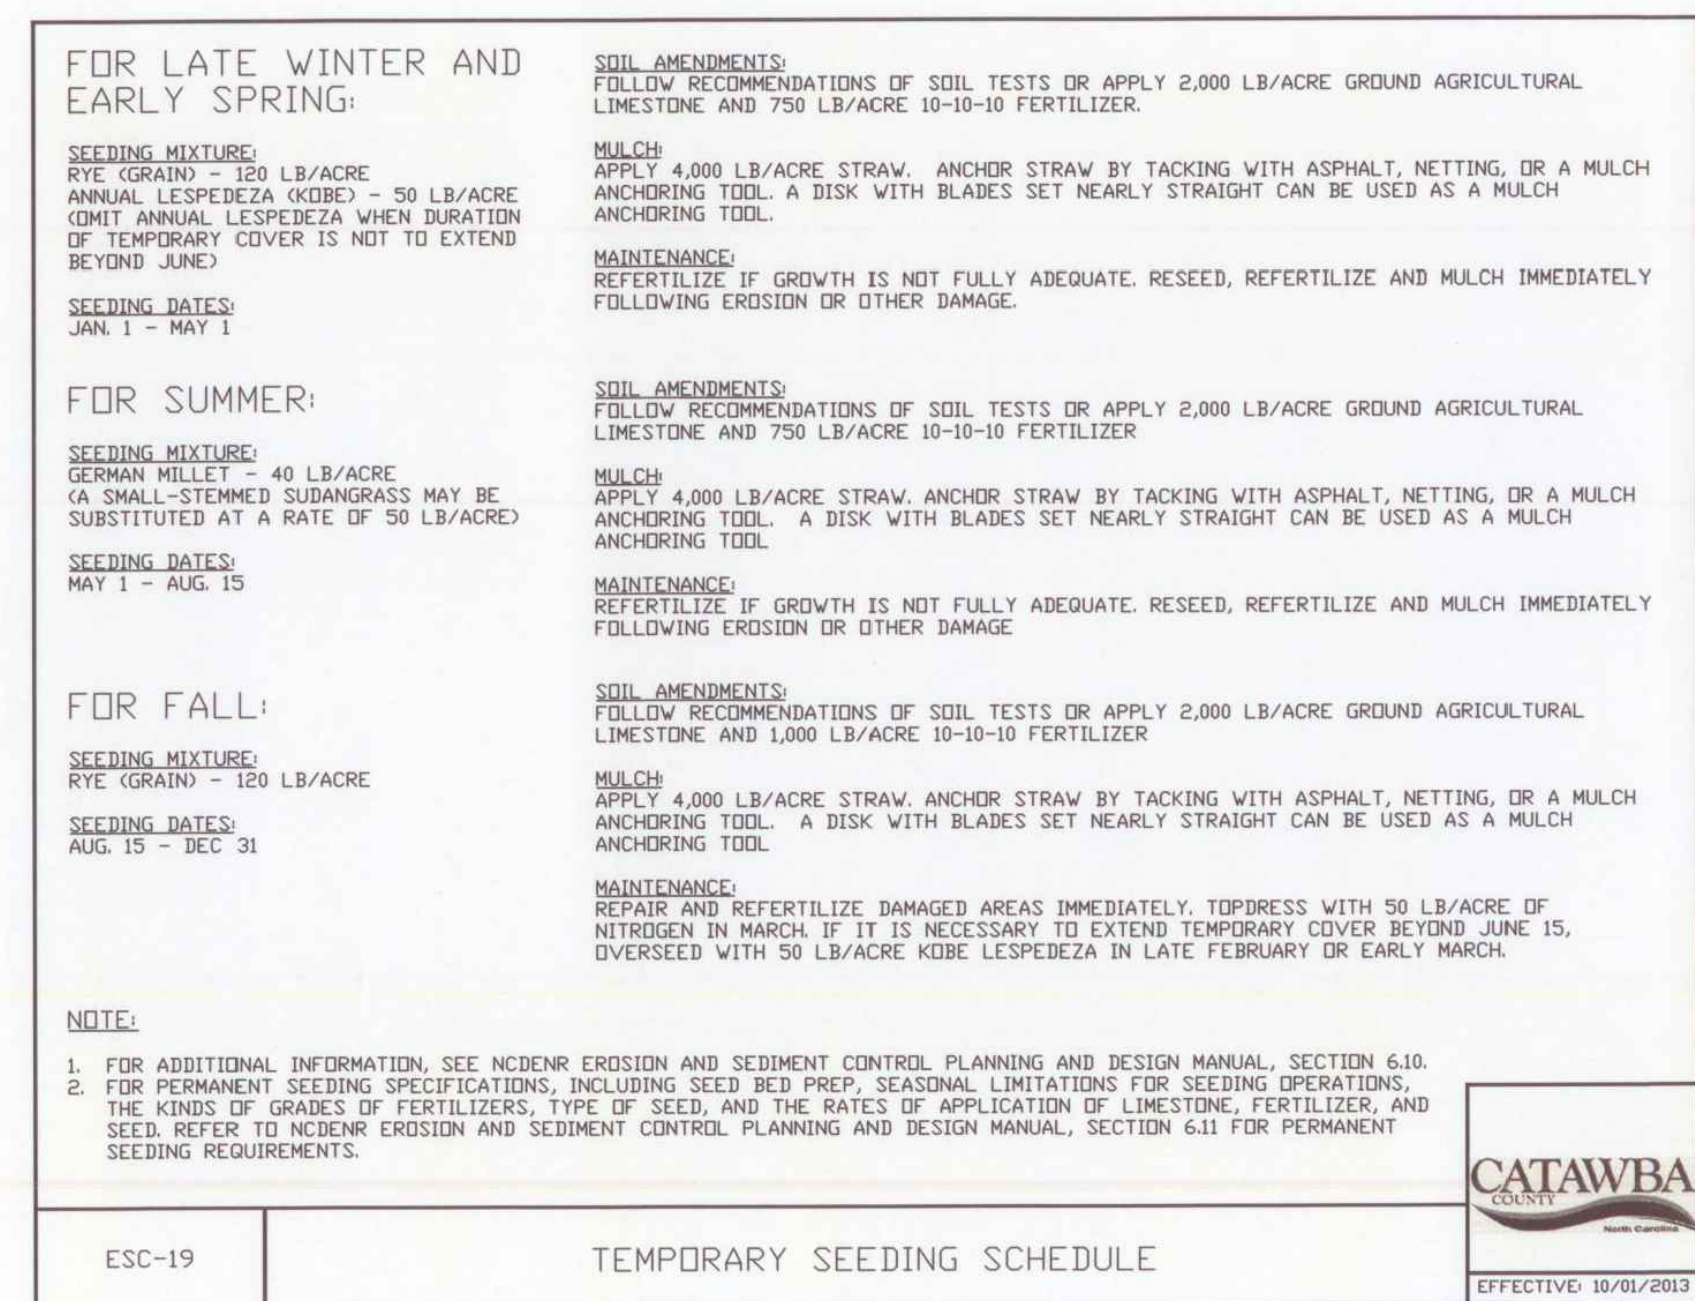 FOR LATE WINTER AND
EARLY SPRING:
SEEDING MIXTURE:
RYE (GRAIN) - 120 LB/ACRE
ANNUAL LESPEDEZA (KOBE) - 50 LB/ACRE
(OMIT ANNUAL LESPEDEZA WHEN DURATION
OF TEMPORARY COVER IS NOT TO EXTEND
BEYOND JUNE)
SEEDING DATES:
JAN. 1 - MAY 1
SOIL AMENDMENTS:
FOLLOW RECOMMENDATIONS OF SOIL TESTS OR APPLY 2,000 LB/ACRE GROUND AGRICULTURAL
LIMESTONE AND 750 LB/ACRE 10-10-10 FERTILIZER.
MULCH:
APPLY 4,000 LB/ACRE STRAW. ANCHOR STRAW BY TACKING WITH ASPHALT, NETTING, OR A MULCH
ANCHORING TOOL. A DISK WITH BLADES SET NEARLY STRAIGHT CAN BE USED AS A MULCH
ANCHORING TOOL.
MAINTENANCE:
REFERTILIZE IF GROWTH IS NOT FULLY ADEQUATE. RESEED, REFERTILIZE AND MULCH IMMEDIATELY
FOLLOWING EROSION OR OTHER DAMAGE.
FOR SUMMER:
SEEDING MIXTURE:
GERMAN MILLET - 40 LB/ACRE
(A SMALL-STEMMED SUDANGRASS MAY BE
SUBSTITUTED AT A RATE OF 50 LB/ACRE)
SEEDING DATES:
MAY 1 - AUG. 15
SOIL AMENDMENTS:
FOLLOW RECOMMENDATIONS OF SOIL TESTS OR APPLY 2,000 LB/ACRE GROUND AGRICULTURAL
LIMESTONE AND 750 LB/ACRE 10-10-10 FERTILIZER
MULCH:
APPLY 4,000 LB/ACRE STRAW. ANCHOR STRAW BY TACKING WITH ASPHALT, NETTING, OR A MULCH
ANCHORING TOOL. A DISK WITH BLADES SET NEARLY STRAIGHT CAN BE USED AS A MULCH
ANCHORING TOOL
MAINTENANCE:
REFERTILIZE IF GROWTH IS NOT FULLY ADEQUATE. RESEED, REFERTILIZE AND MULCH IMMEDIATELY
FOLLOWING EROSION OR OTHER DAMAGE
FOR FALL:
SEEDING MIXTURE:
RYE (GRAIN) - 120 LB/ACRE
SEEDING DATES:
AUG. 15 - DEC 31
SOIL AMENDMENTS:
FOLLOW RECOMMENDATIONS OF SOIL TESTS OR APPLY 2,000 LB/ACRE GROUND AGRICULTURAL
LIMESTONE AND 1,000 LB/ACRE 10-10-10 FERTILIZER
MULCH:
APPLY 4,000 LB/ACRE STRAW. ANCHOR STRAW BY TACKING WITH ASPHALT, NETTING, OR A MULCH
ANCHORING TOOL. A DISK WITH BLADES SET NEARLY STRAIGHT CAN BE USED AS A MULCH
ANCHORING TOOL
MAINTENANCE:
REPAIR AND REFERTILIZE DAMAGED AREAS IMMEDIATELY. TOPDRESS WITH 50 LB/ACRE OF
NITROGEN IN MARCH. IF IT IS NECESSARY TO EXTEND TEMPORARY COVER BEYOND JUNE 15,
OVERSEED WITH 50 LB/ACRE KOBE LESPEDEZA IN LATE FEBRUARY OR EARLY MARCH.
NOTE:
1. FOR ADDITIONAL INFORMATION, SEE NCDENR EROSION AND SEDIMENT CONTROL PLANNING AND DESIGN MANUAL, SECTION 6.10.
2. FOR PERMANENT SEEDING SPECIFICATIONS, INCLUDING SEED BED PREP, SEASONAL LIMITATIONS FOR SEEDING OPERATIONS,
THE KINDS OF GRADES OF FERTILIZERS, TYPE OF SEED, AND THE RATES OF APPLICATION OF LIMESTONE, FERTILIZER, AND
SEED. REFER TO NCDENR EROSION AND SEDIMENT CONTROL PLANNING AND DESIGN MANUAL, SECTION 6.11 FOR PERMANENT
SEEDING REQUIREMENTS.
CATAWBA
COUNTY
North Carolina
ESC-19
TEMPORARY SEEDING SCHEDULE
EFFECTIVE: 10/01/2013